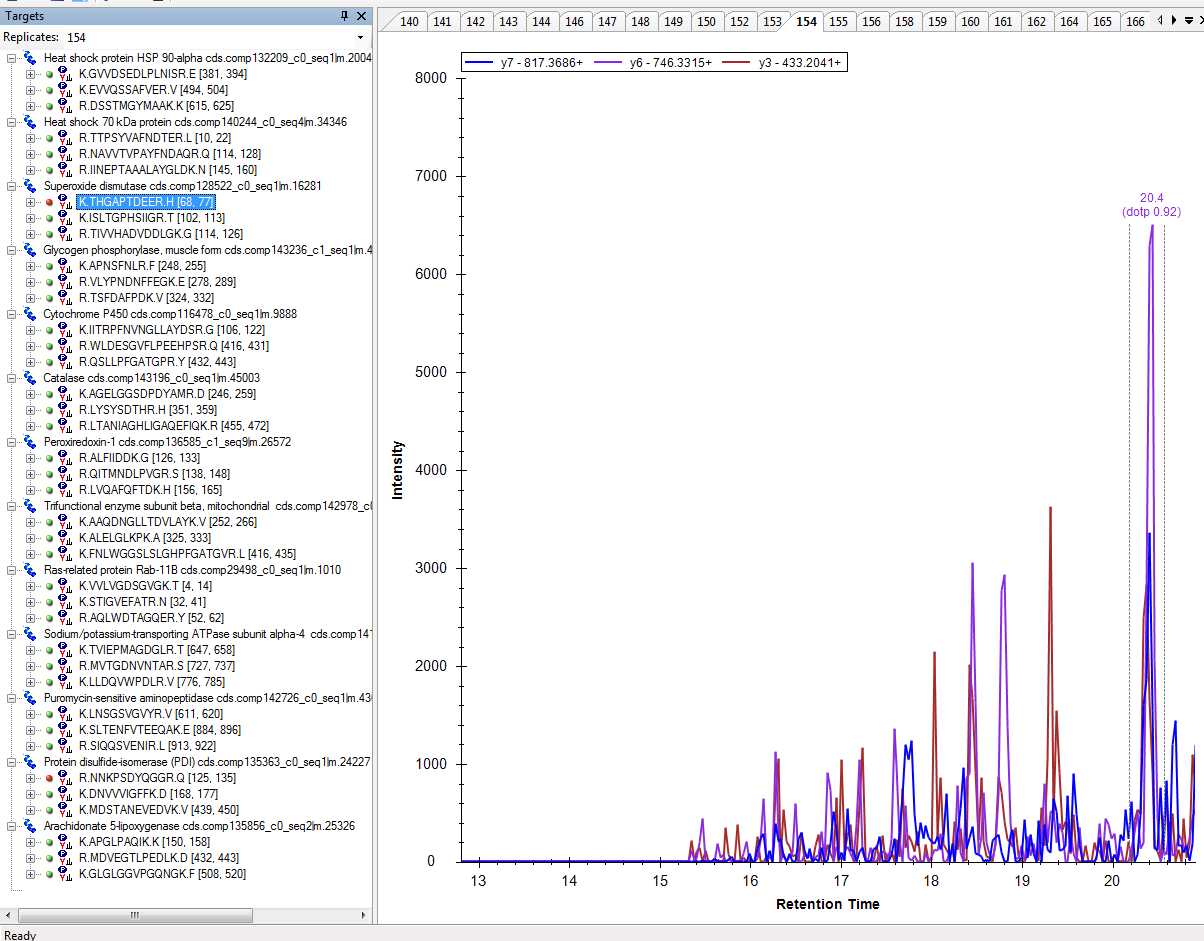 Targets
Replicates: 154
Heat shock protein HSP 90-alpha cds.comp132209_c0_seq1|m.2004
K.GVVDSEDLPLNISR.E [381, 394]
K.EVVQSSAFVER.V [494, 504]
R.DSSTMGYMAAK.K [615, 625]
Heat shock 70 kDa protein cds.comp140244_c0_seq4|m.34346
R.TTPSYVAFNDTER.L [10, 22]
R.NAVVTVPAYFNDAQR.Q [114, 128]
R.IINEPTAAALAYGLDK.N [145, 160]
Superoxide dismutase cds.comp128522_c0_seq1|m.16281
K.THGAPTDEER.H [68, 77]
K.ISLTGPHSIIGR.T [102, 113]
R.TIVVHADVDDLGK.G [114, 126]
Glycogen phosphorylase, muscle form cds.comp143236_c1_seq1|m.4
K.APNSFNLR.F [248, 255]
R.VLYPNDNFFEGK.E [278, 289]
R.TSFDAFPDK.V [324, 332]
Cytochrome P450 cds.comp116478_c0_seq1|m.9888
K.IITRPFNVNGLLAYDSR.G [106, 122]
R.WLDESGVFLPEEHPSR.Q [416, 431]
R.QSLLPFGATGPR.Y [432, 443]
Catalase cds.comp143196_c0_seq1|m.45003
K.AGELGGSDPDYAMR.D [246, 259]
R.LYSYSDTHR.H [351, 359]
R.LTANIAGHLIGAQEFIQK.R [455, 472]
Peroxiredoxin-1 cds.comp136585_c1_seq9|m.26572
R.ALFIIDDK.G [126, 133]
R.QITMNDLPVGR.S [138, 148]
R.LVQAFQFTDK.H [156, 165]
Trifunctional enzyme subunit beta, mitochondrial cds.comp142978_c0
K.AAQDNGLLTDVLAYK.V [252, 266]
K.ALELGLKPK.A [325, 333]
K.FNLWGGSLSLGHPFGATGVR.L [416, 435]
Ras-related protein Rab-11B cds.comp29498_c0_seq1|m.1010
K.VVLVGDSGVGK.T [4, 14]
K.STIGVEFATR.N [32, 41]
R.AQLWDTAGQER.Y [52, 62]
Sodium/potassium-transporting ATPase subunit alpha-4 cds.comp141
K.TVIEPMAGDGLR.T [647, 658]
R.MVTGDNVNTAR.S [727, 737]
K.LLDQVWPDLR.V [776, 785]
Puromycin-sensitive aminopeptidase cds.comp142726_c0_seq1|m.430
K.LNSGSVGVYR.V [611, 620]
K.SLTENFVTEEQAK.E [884, 896]
R.SIQQSVENIR.L [913, 922]
Protein disulfide-isomerase (PDI) cds.comp135363_c0_seq1|m.24227
R.NNKPSDYQGGR.Q [125, 135]
K.DNVVVIGFFK.D [168, 177]
K.MDSTANEVEDVK.V [439, 450]
Arachidonate 5-lipoxygenase cds.comp135856_c0_seq2|m.25326
K.APGLPAQIK.K [150, 158]
R.MDVEGTLPEDLK.D [432, 443]
K.GLGLGGVPGQNGK.F [508, 520]
Ready
140 141 142 143 144 146 147 148 149 150 152 153 154 155 156 158 159 160 161 162 164 165 166
y7 - 817.3686+ y6 - 746.3315+ y3 - 433.2041+
8000
7000
6000
5000
4000
3000
2000
1000
0
Intensity
20.4
(dotp 0.92)
13 14 15 16 17 18 19 20
Retention Time